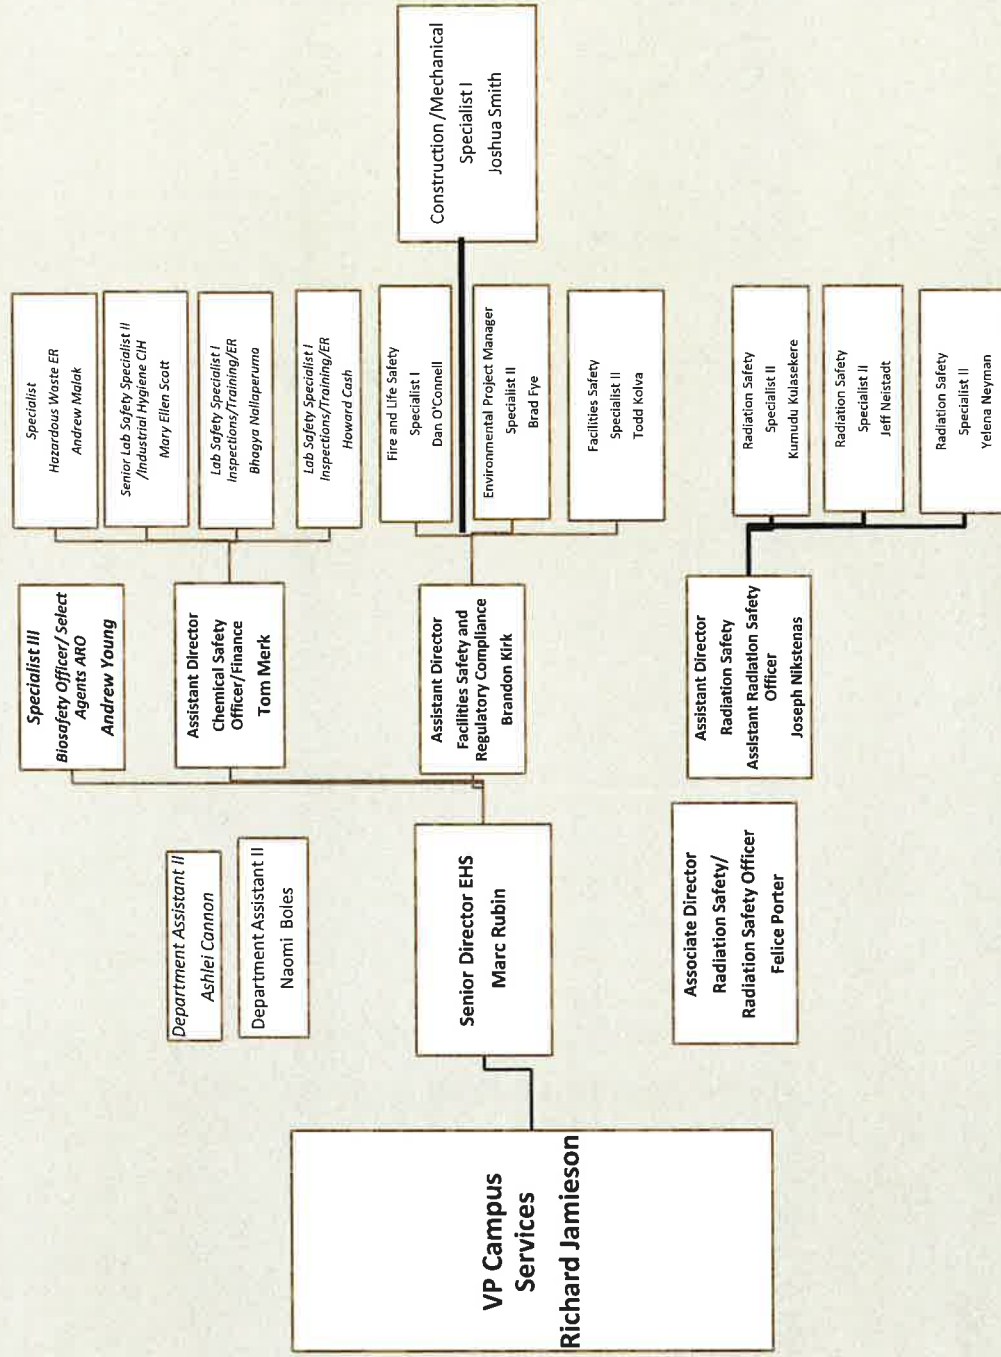 VP Campus
Services
Richard Jamieson
Senior Director EHS
Marc Rubin
Department Assistant II
Ashlei Cannon
Department Assistant II
Naomi Boles
Associate Director
Radiation Safety/
Radiation Safety Officer
Felice Porter
Specialist III
Biosafety Officer/ Select
Agents ARO
Andrew Young
Assistant Director
Chemical Safety
Officer/Finance
Tom Merk
Assistant Director
Facilities Safety and
Regulatory Compliance
Brandon Kirk
Assistant Director
Radiation Safety
Assistant Radiation Safety
Officer
Joseph Nikstenas
Specialist
Hazardous Waste ER
Andrew Malak
Senior Lab Safety Specialist II
/Industrial Hygiene CIH
Mary Ellen Scott
Lab Safety Specialist I
Inspections/Training/ER
Bhagya Nallaperuma
Lab Safety Specialist I
Inspections/Training/ER
Howard Cash
Fire and Life Safety
Specialist I
Dan O'Connell
Environmental Project Manager
Specialist II
Brad Fye
Facilities Safety
Specialist II
Todd Kolva
Radiation Safety
Specialist II
Kumudu Kulasekere
Radiation Safety
Specialist II
Jeff Neistadt
Radiation Safety
Specialist II
Yelena Neyman
Construction /Mechanical
Specialist I
Joshua Smith